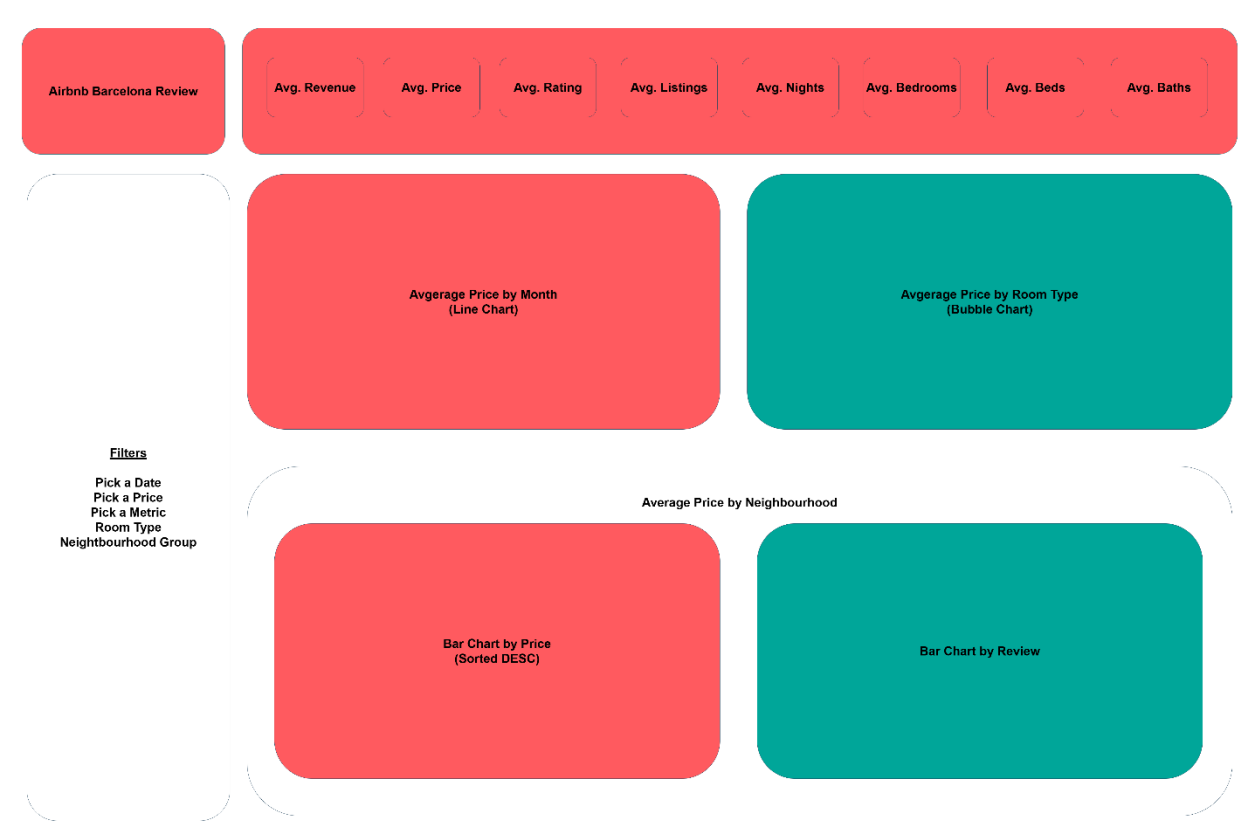 Airbnb Barcelona Review
Avg. Revenue
Avg. Price
Avg. Rating
Avg. Listings
Avg. Nights
Avg. Bedrooms
Avg. Beds
Avg. Baths
Avgerage Price by Month
(Line Chart)
Avgerage Price by Room Type
(Bubble Chart)
Filters
Pick a Date
Pick a Price
Pick a Metric
Room Type
Neightbourhood Group
Average Price by Neighbourhood
Bar Chart by Price
(Sorted DESC)
Bar Chart by Review